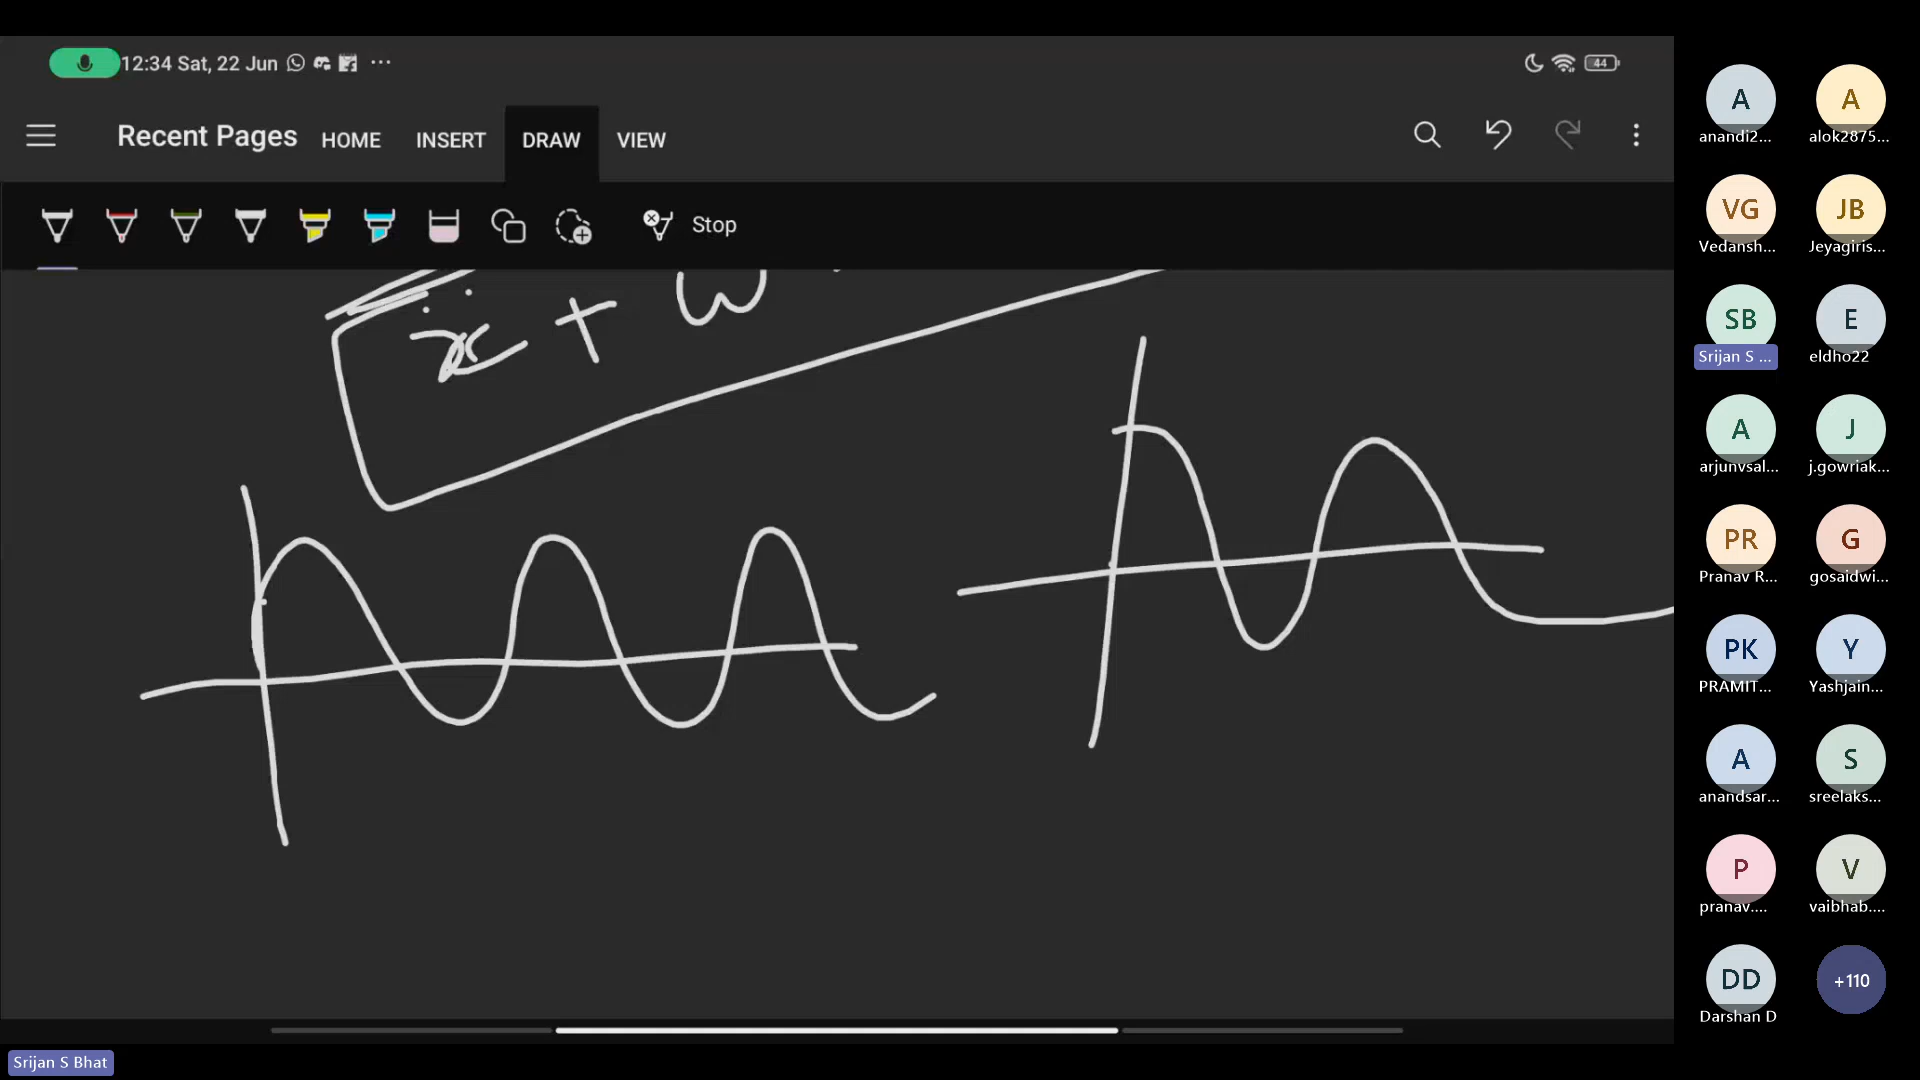 12:34 Sat, 22 Jun ...
44
Recent Pages HOME INSERT DRAW VIEW
Stop
ẍ + ω
A A
anandi2... alok2875...
VG JB
Vedansh... Jeyagiris...
SB E
Srijan S ... eldho22
A J
arjunvsal... j.gowriak...
PR G
Pranav R... gosaidwi...
PK Y
PRAMIT... Yashjain...
A S
anandsar... sreelaks...
P V
pranav.... vaibhab....
DD +110
Darshan D
Srijan S Bhat